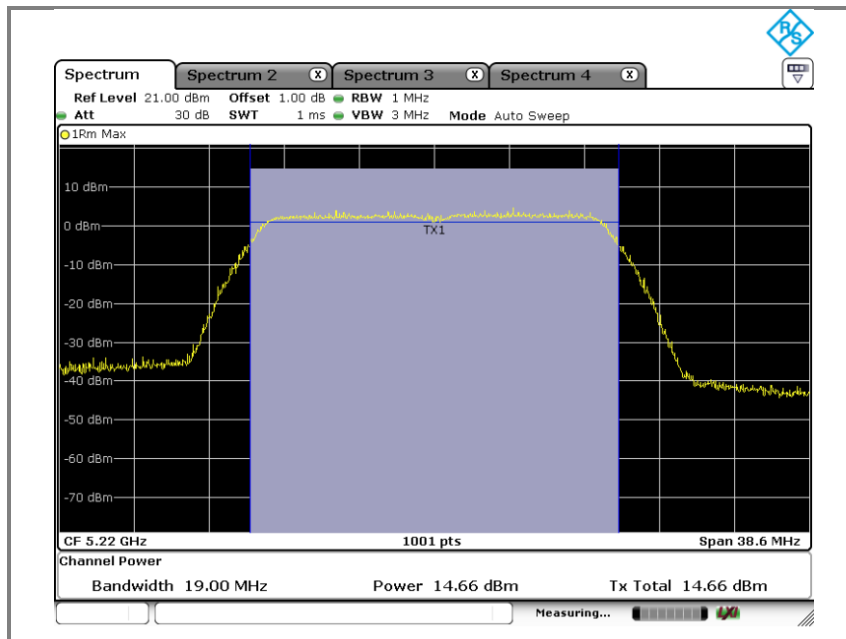 R&S
Spectrum Spectrum 2 X Spectrum 3 X Spectrum 4 X
Ref Level 21.00 dBm Offset 1.00 dB RBW 1 MHz
Att 30 dB SWT 1 ms VBW 3 MHz Mode Auto Sweep
1Rm Max
10 dBm
0 dBm
TX1
-10 dBm
-20 dBm
-30 dBm
-40 dBm
-50 dBm
-60 dBm
-70 dBm
CF 5.22 GHz 1001 pts Span 38.6 MHz
Channel Power
Bandwidth 19.00 MHz Power 14.66 dBm Tx Total 14.66 dBm
Measuring... LXI